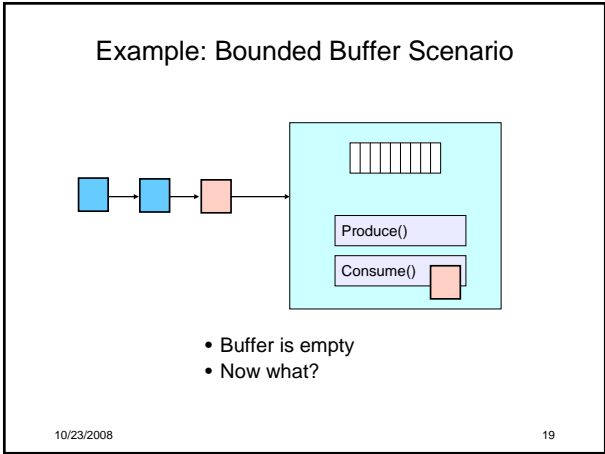 Example: Bounded Buffer Scenario
Produce()
Consume()
• Buffer is empty
• Now what?
10/23/2008
19